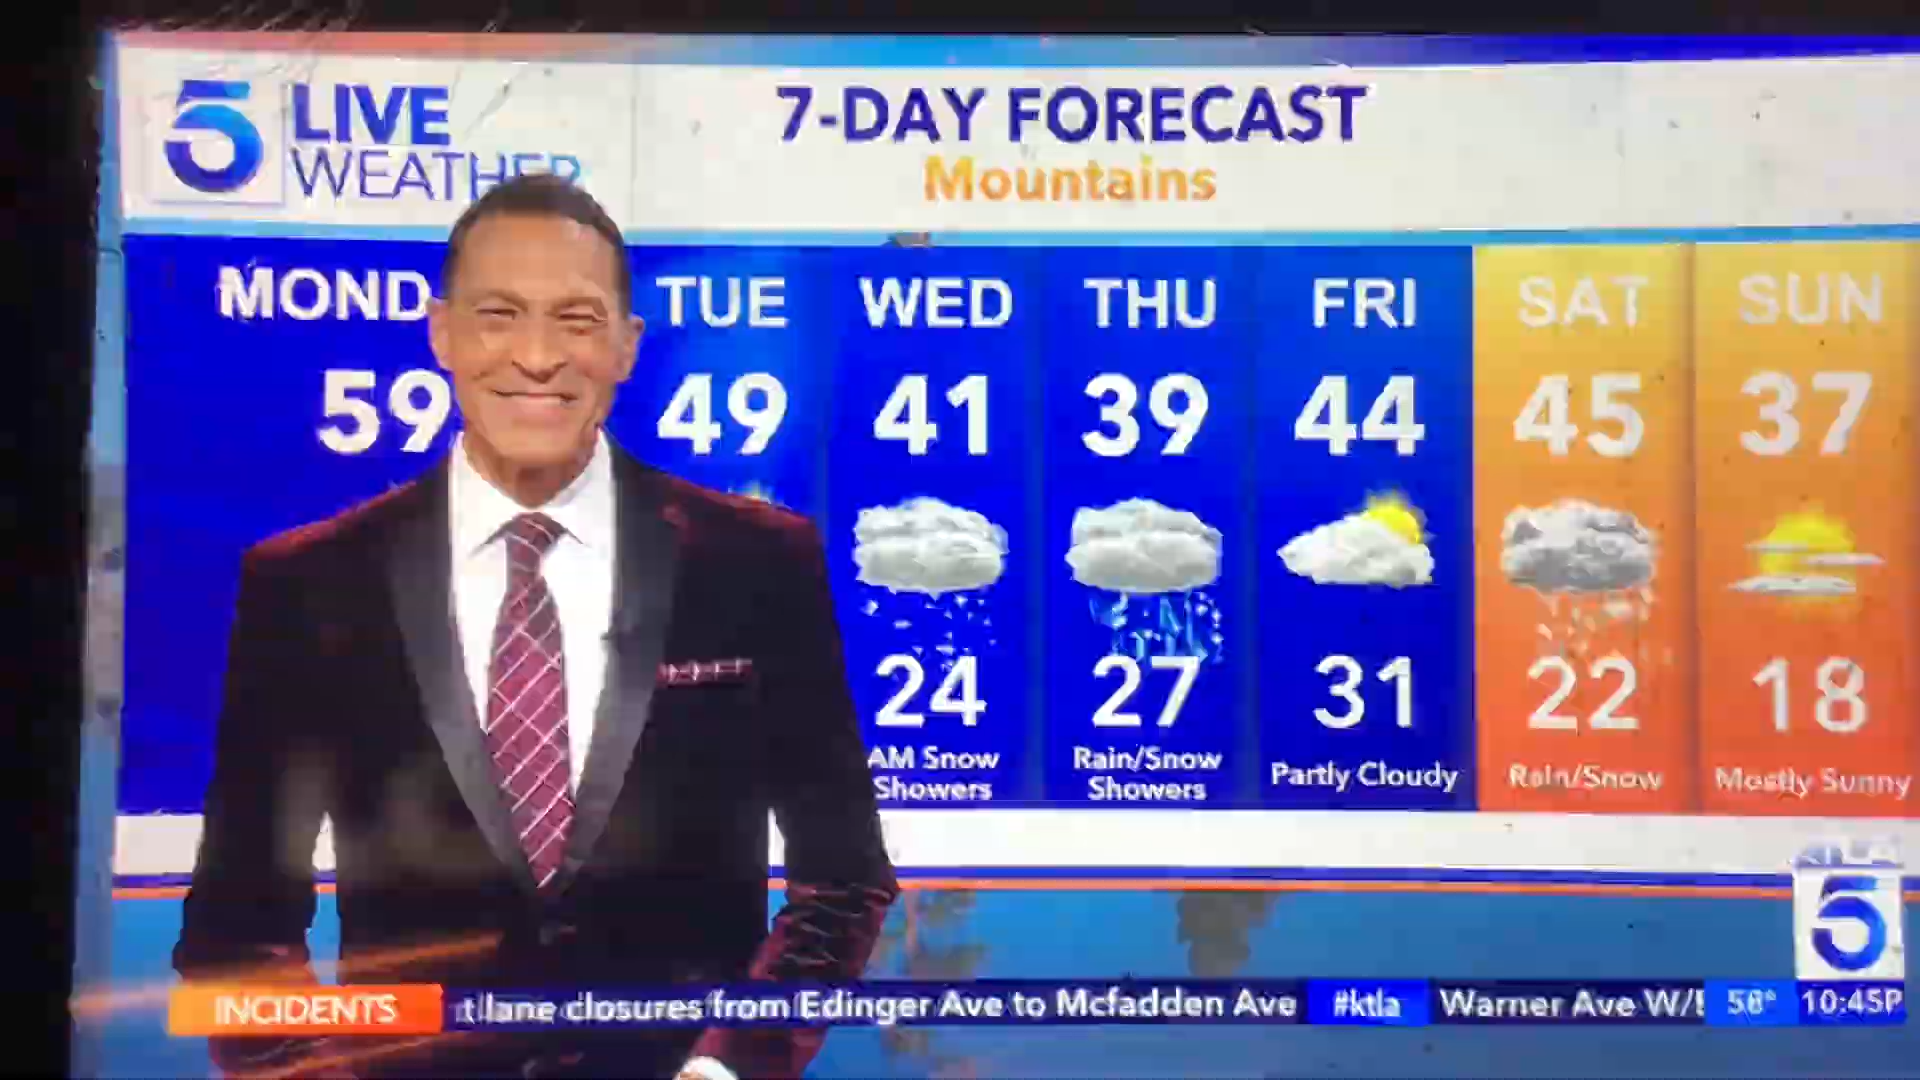 5 LIVE
WEATHER
7-DAY FORECAST
Mountains
MOND TUE WED THU FRI SAT SUN
59 49 41 39 44 45 37
24 27 31 22 18
AM Snow Showers
Rain/Snow Showers
Partly Cloudy
Rain/Snow
Mostly Sunny
KTLA
5
INCIDENTS t lane closures from Edinger Ave to Mcfadden Ave #ktla Warner Ave W/ 58° 10:45P